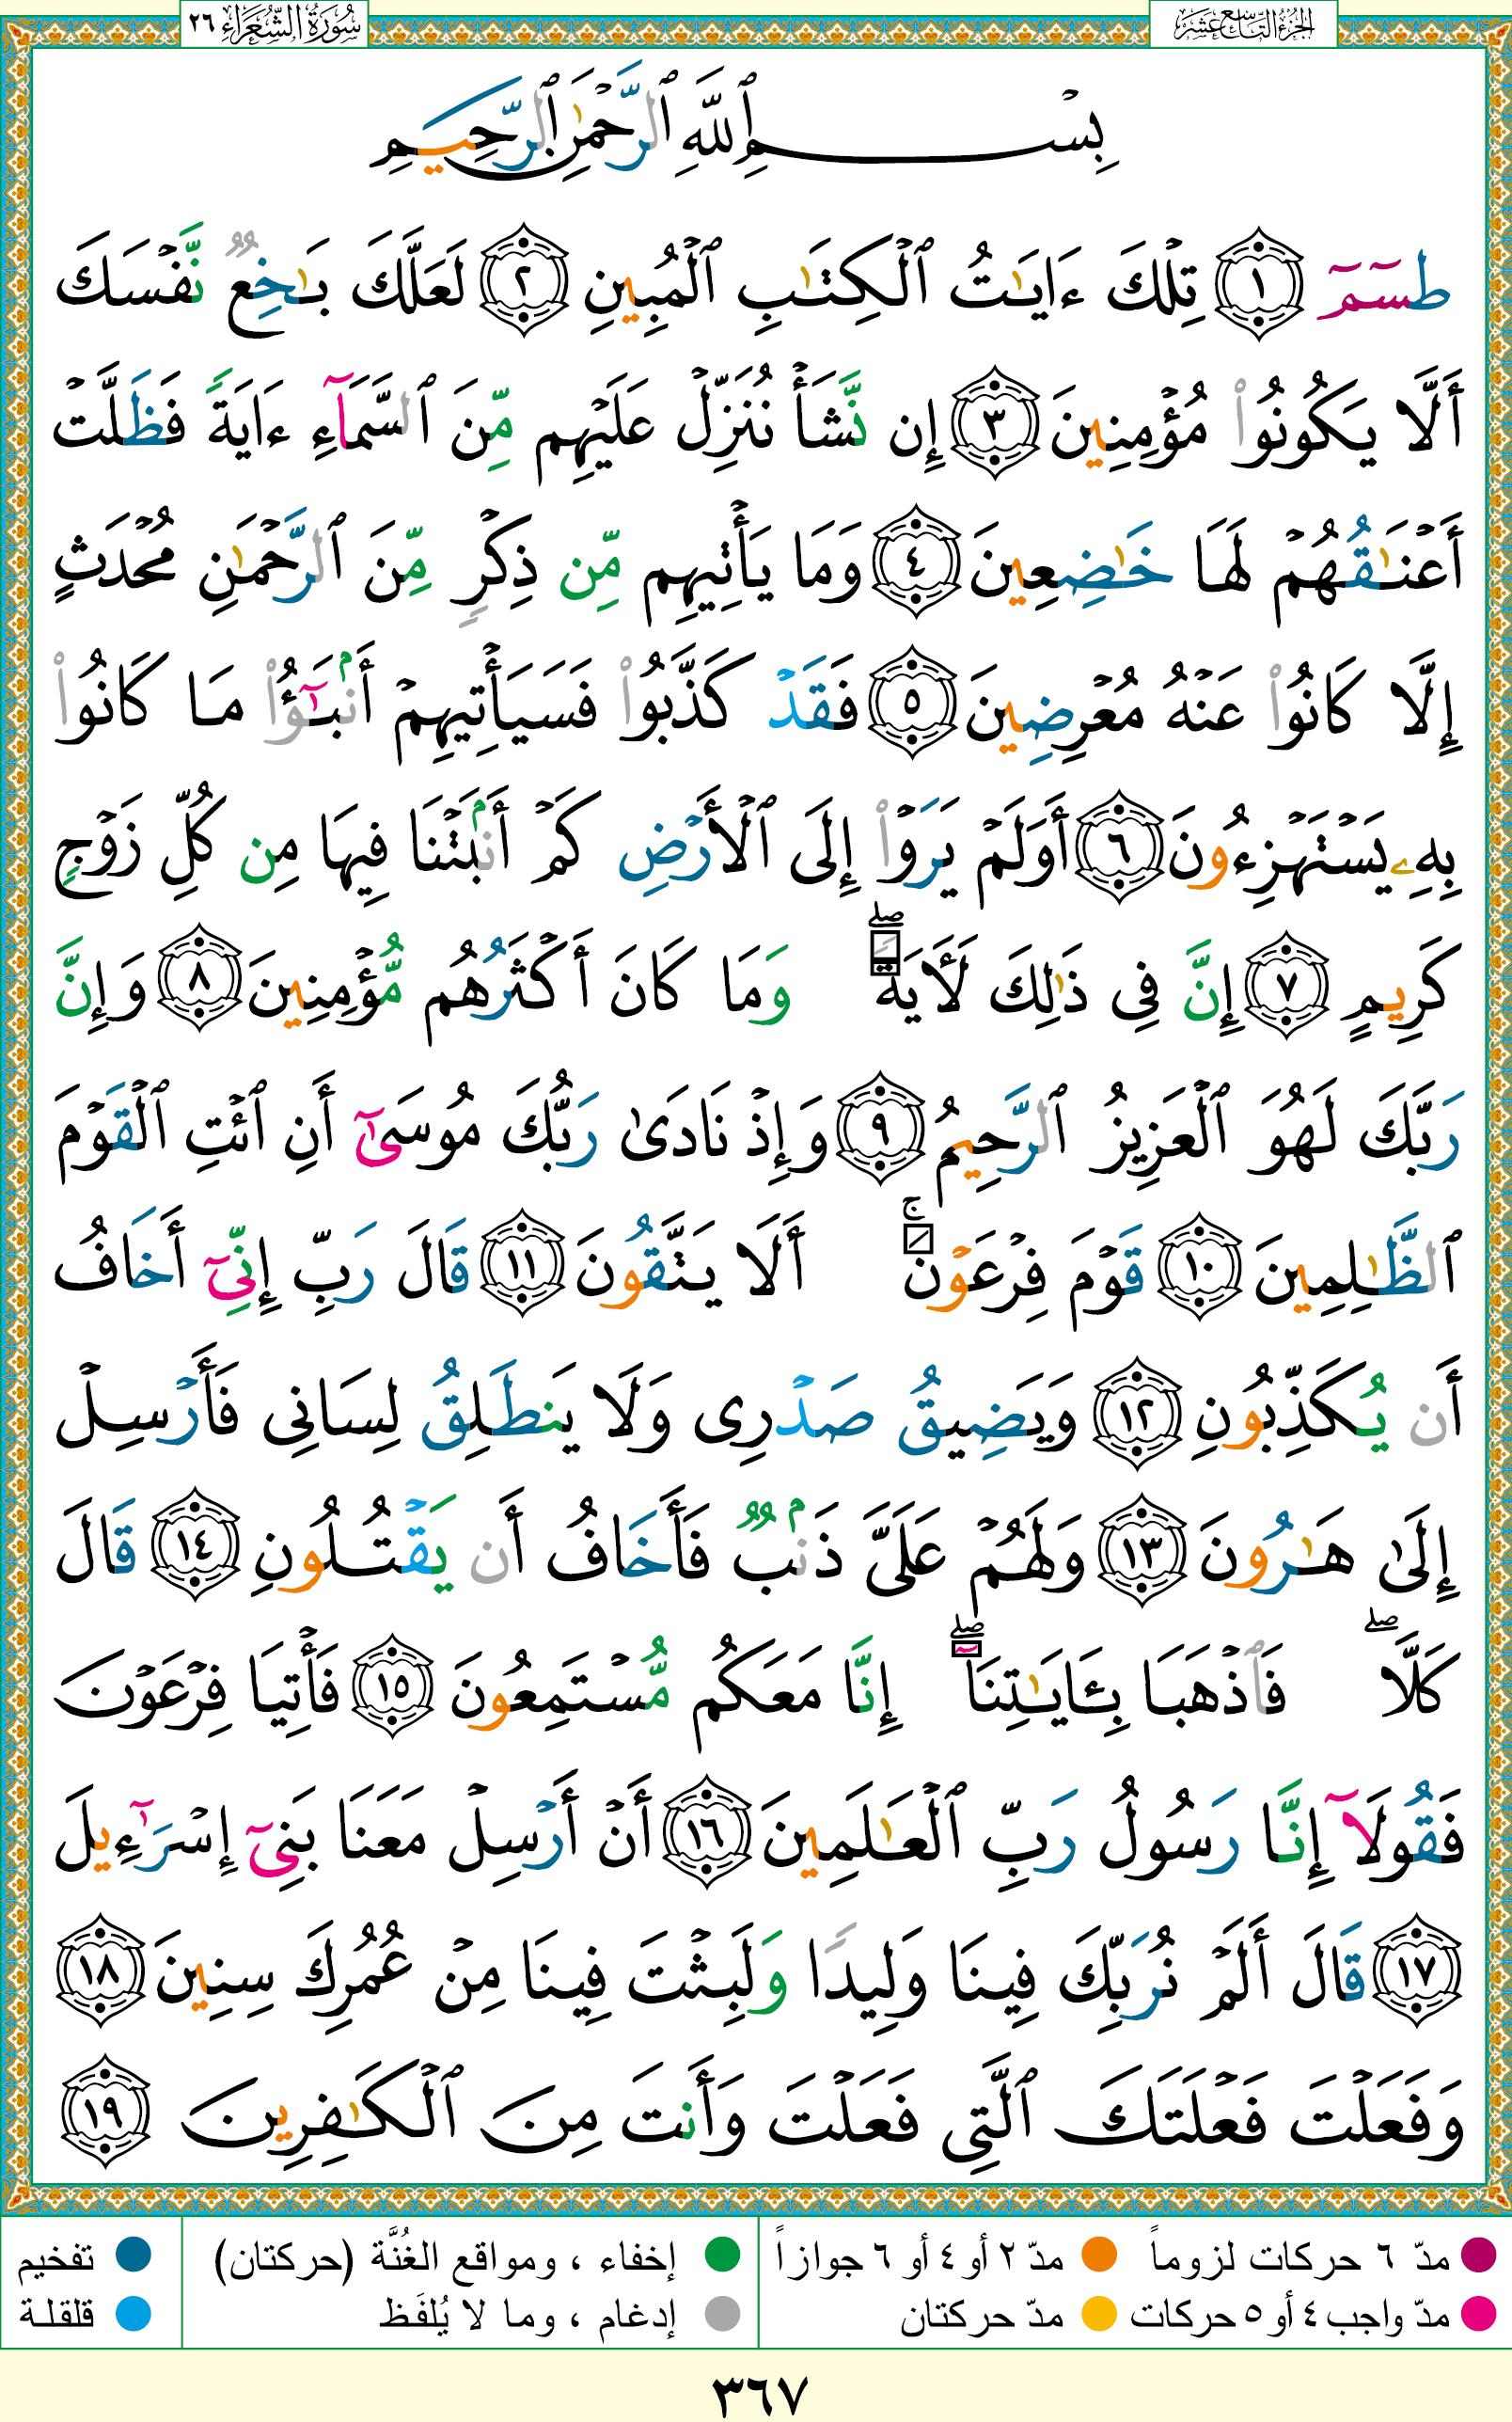 الجزء التاسع عشر
سُورَةُ الشُّعَرَاءِ ٢٦
بِسْمِ ٱللَّهِ ٱلرَّحْمَٰنِ ٱلرَّحِيمِ
طسٓمٓ ١ تِلْكَ ءَايَٰتُ ٱلْكِتَٰبِ ٱلْمُبِينِ ٢ لَعَلَّكَ بَٰخِعٌ نَّفْسَكَ
أَلَّا يَكُونُوا۟ مُؤْمِنِينَ ٣ إِن نَّشَأْ نُنَزِّلْ عَلَيْهِم مِّنَ ٱلسَّمَآءِ ءَايَةً فَظَلَّتْ
أَعْنَٰقُهُمْ لَهَا خَٰضِعِينَ ٤ وَمَا يَأْتِيهِم مِّن ذِكْرٍ مِّنَ ٱلرَّحْمَٰنِ مُحْدَثٍ
إِلَّا كَانُوا۟ عَنْهُ مُعْرِضِينَ ٥ فَقَدْ كَذَّبُوا۟ فَسَيَأْتِيهِمْ أَنۢبَٰٓؤُا۟ مَا كَانُوا۟
بِهِۦ يَسْتَهْزِءُونَ ٦ أَوَلَمْ يَرَوْا۟ إِلَى ٱلْأَرْضِ كَمْ أَنۢبَتْنَا فِيهَا مِن كُلِّ زَوْجٍ
كَرِيمٍ ٧ إِنَّ فِى ذَٰلِكَ لَأَيَةً ۖ وَمَا كَانَ أَكْثَرُهُم مُّؤْمِنِينَ ٨ وَإِنَّ
رَبَّكَ لَهُوَ ٱلْعَزِيزُ ٱلرَّحِيمُ ٩ وَإِذْ نَادَىٰ رَبُّكَ مُوسَىٰٓ أَنِ ٱئْتِ ٱلْقَوْمَ
ٱلظَّٰلِمِينَ ١٠ قَوْمَ فِرْعَوْنَ ۚ أَلَا يَتَّقُونَ ١١ قَالَ رَبِّ إِنِّىٓ أَخَافُ
أَن يُكَذِّبُونِ ١٢ وَيَضِيقُ صَدْرِى وَلَا يَنطَلِقُ لِسَانِى فَأَرْسِلْ
إِلَىٰ هَٰرُونَ ١٣ وَلَهُمْ عَلَىَّ ذَنۢبٌ فَأَخَافُ أَن يَقْتُلُونِ ١٤ قَالَ
كَلَّا ۖ فَٱذْهَبَا بِـَٔايَٰتِنَآ ۖ إِنَّا مَعَكُم مُّسْتَمِعُونَ ١٥ فَأْتِيَا فِرْعَوْنَ
فَقُولَآ إِنَّا رَسُولُ رَبِّ ٱلْعَٰلَمِينَ ١٦ أَنْ أَرْسِلْ مَعَنَا بَنِىٓ إِسْرَٰٓءِيلَ
١٧ قَالَ أَلَمْ نُرَبِّكَ فِينَا وَلِيدًا وَلَبِثْتَ فِينَا مِنْ عُمُرِكَ سِنِينَ ١٨
وَفَعَلْتَ فَعْلَتَكَ ٱلَّتِى فَعَلْتَ وَأَنتَ مِنَ ٱلْكَٰفِرِينَ ١٩
مدّ ٦ حركات لزوماً مدّ ٢ أو ٤ أو ٦ جوازاً إخفاء ، ومواقع الغُنَّة (حركتان) تفخيم
مدّ واجب ٤ أو ٥ حركات مدّ حركتان إدغام ، وما لا يُلفَظ قلقلة
٣٦٧